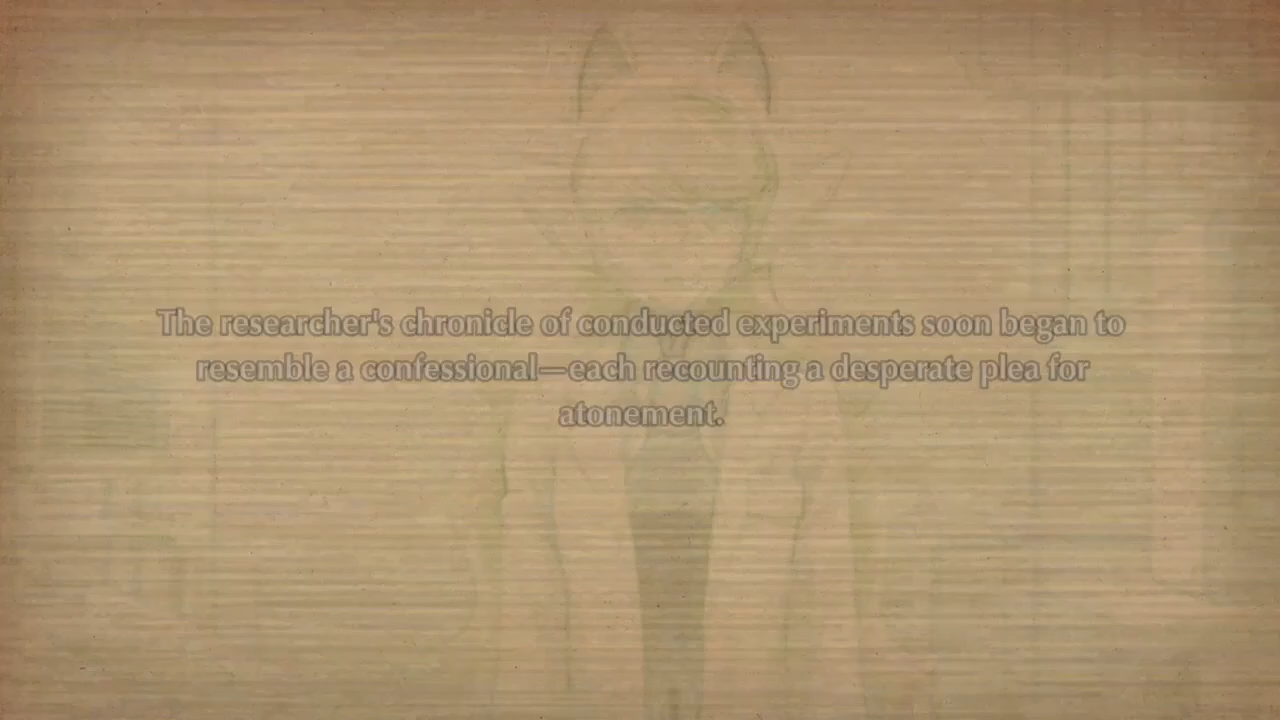 The researcher's chronicle of conducted experiments soon began to
resemble a confessional—each recounting a desperate plea for
atonement.